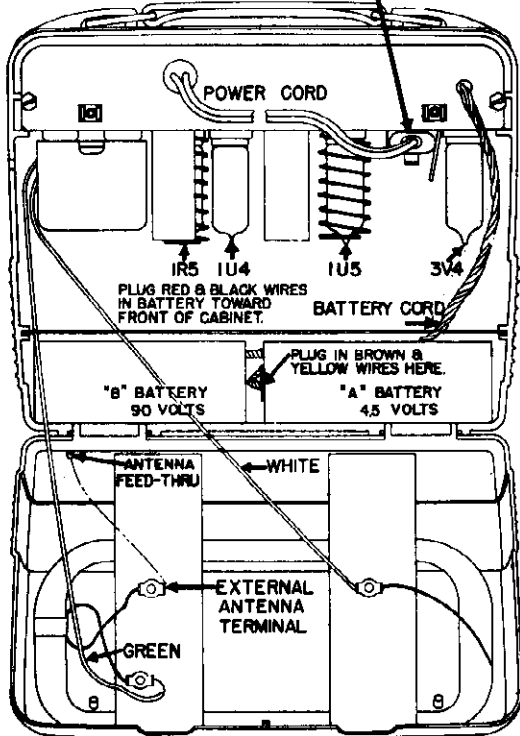 POWER CORD
1R5
1U4
1U5
3V4
PLUG RED & BLACK WIRES
IN BATTERY TOWARD
FRONT OF CABINET.
BATTERY CORD
PLUG IN BROWN &
YELLOW WIRES HERE.
"B" BATTERY
90 VOLTS
"A" BATTERY
4.5 VOLTS
ANTENNA
FEED-THRU
WHITE
EXTERNAL
ANTENNA
TERMINAL
GREEN